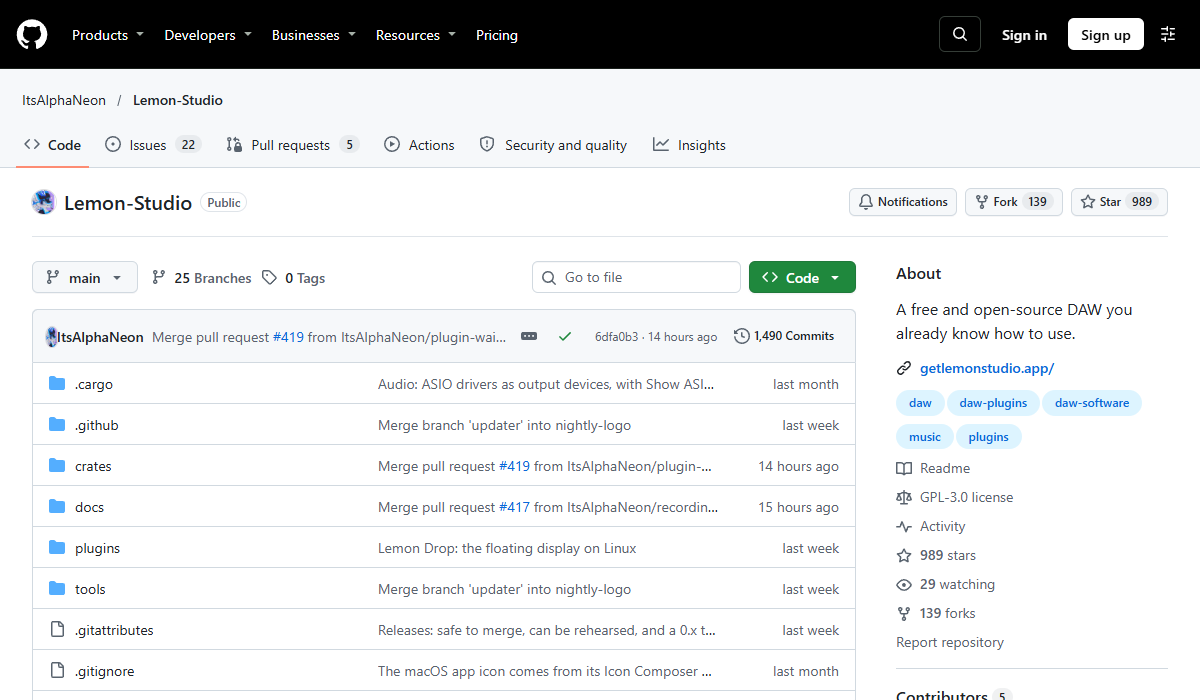 Products Developers Businesses Resources Pricing Sign in Sign up
ItsAlphaNeon / Lemon-Studio
Code Issues 22 Pull requests 5 Actions Security and quality Insights
Lemon-Studio Public Notifications Fork 139 Star 989
main 25 Branches 0 Tags Go to file Code
ItsAlphaNeon Merge pull request #419 from ItsAlphaNeon/plugin-wai... 6dfa0b3 · 14 hours ago 1,490 Commits
.cargo Audio: ASIO drivers as output devices, with Show ASI... last month
.github Merge branch 'updater' into nightly-logo last week
crates Merge pull request #419 from ItsAlphaNeon/plugin-... 14 hours ago
docs Merge pull request #417 from ItsAlphaNeon/recordin... 15 hours ago
plugins Lemon Drop: the floating display on Linux last week
tools Merge branch 'updater' into nightly-logo last week
.gitattributes Releases: safe to merge, can be rehearsed, and a 0.x t... last week
.gitignore The macOS app icon comes from its Icon Composer ... last month
About
A free and open-source DAW you
already know how to use.
getlemonstudio.app/
daw daw-plugins daw-software
music plugins
Readme
GPL-3.0 license
Activity
989 stars
29 watching
139 forks
Report repository
Contributors 5